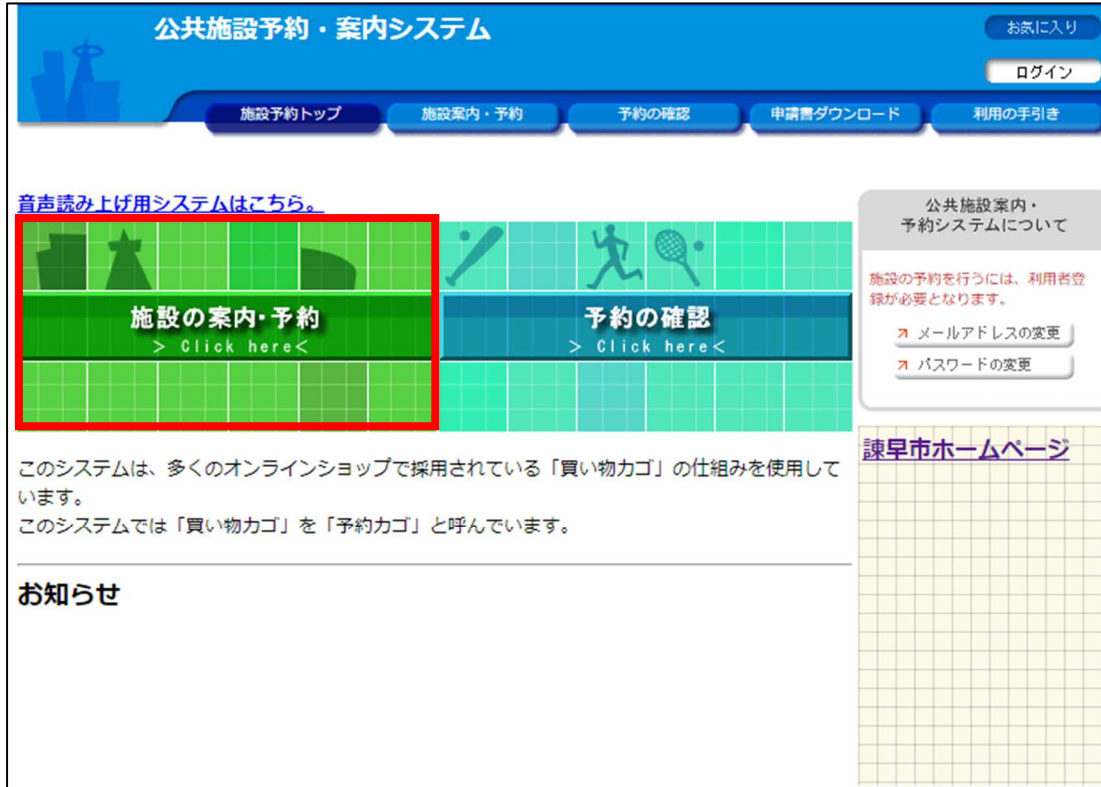 公共施設予約・案内システム
お気に入り
ログイン
施設予約トップ
施設案内・予約
予約の確認
申請書ダウンロード
利用の手引き
音声読み上げ用システムはこちら。
施設の案内・予約
> Click here<
予約の確認
> Click here<
このシステムは、多くのオンラインショップで採用されている「買い物カゴ」の仕組みを使用して
います。
このシステムでは「買い物カゴ」を「予約カゴ」と呼んでいます。
お知らせ
公共施設案内・
予約システムについて
施設の予約を行うには、利用者登
録が必要となります。
メールアドレスの変更
パスワードの変更
諫早市ホームページ